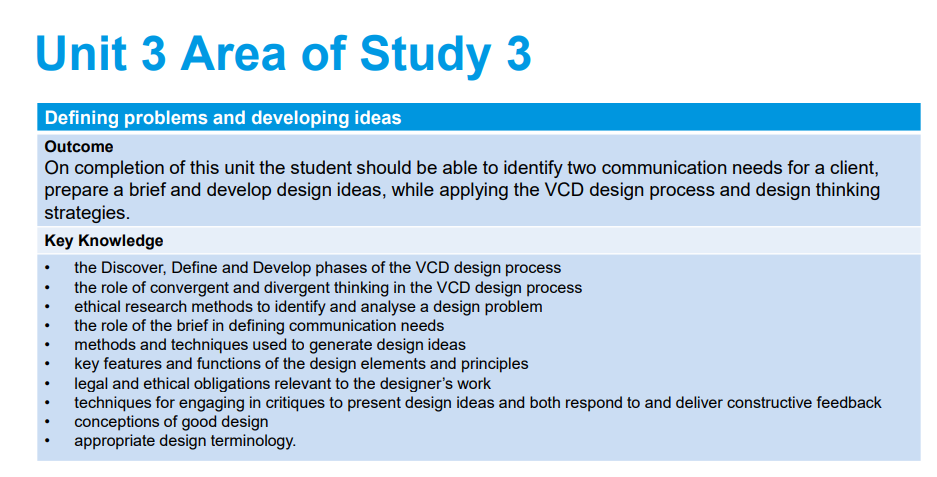 Unit 3 Area of Study 3
Defining problems and developing ideas
Outcome
On completion of this unit the student should be able to identify two communication needs for a client,
prepare a brief and develop design ideas, while applying the VCD design process and design thinking
strategies.
Key Knowledge
• the Discover, Define and Develop phases of the VCD design process
• the role of convergent and divergent thinking in the VCD design process
• ethical research methods to identify and analyse a design problem
• the role of the brief in defining communication needs
• methods and techniques used to generate design ideas
• key features and functions of the design elements and principles
• legal and ethical obligations relevant to the designer's work
• techniques for engaging in critiques to present design ideas and both respond to and deliver constructive feedback
• conceptions of good design
• appropriate design terminology.